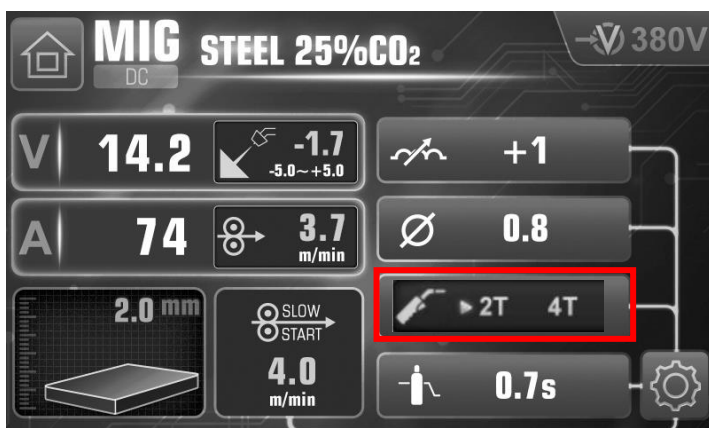 MIG STEEL 25%CO₂
DC
380V
V 14.2 -1.7
-5.0~+5.0
+1
A 74 3.7
m/min
0.8
2.0 mm
SLOW
START
4.0
m/min
2T 4T
0.7s